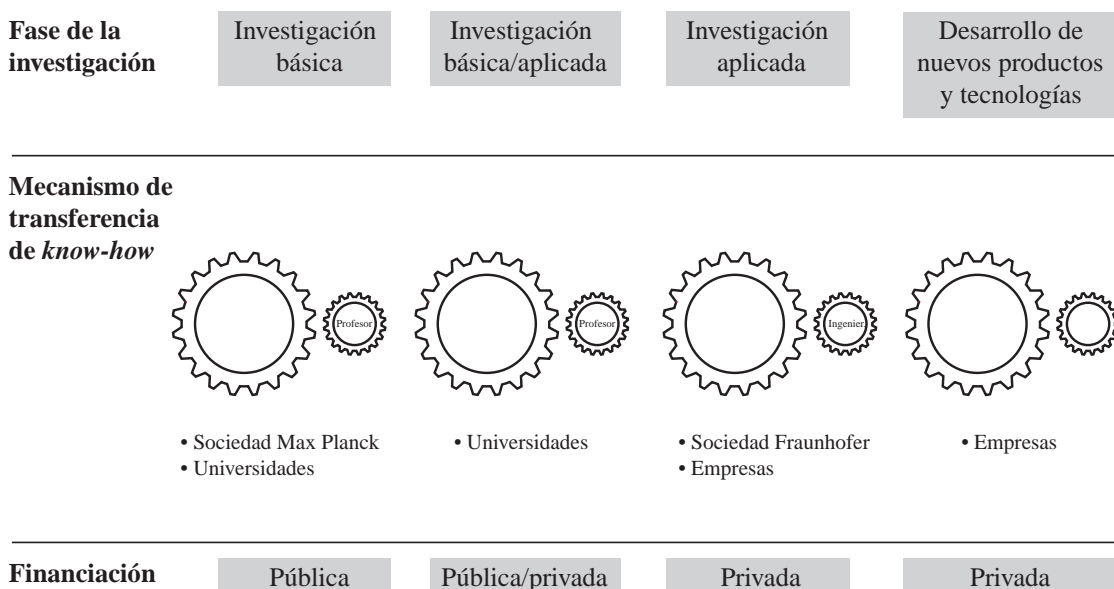 Fase de la
investigación
Investigación
básica
Investigación
básica/aplicada
Investigación
aplicada
Desarrollo de
nuevos productos
y tecnologías
Mecanismo de
transferencia
de know-how
Profesor
Profesor
Ingenier.
• Sociedad Max Planck
• Universidades
• Universidades
• Sociedad Fraunhofer
• Empresas
• Empresas
Financiación
Pública
Pública/privada
Privada
Privada